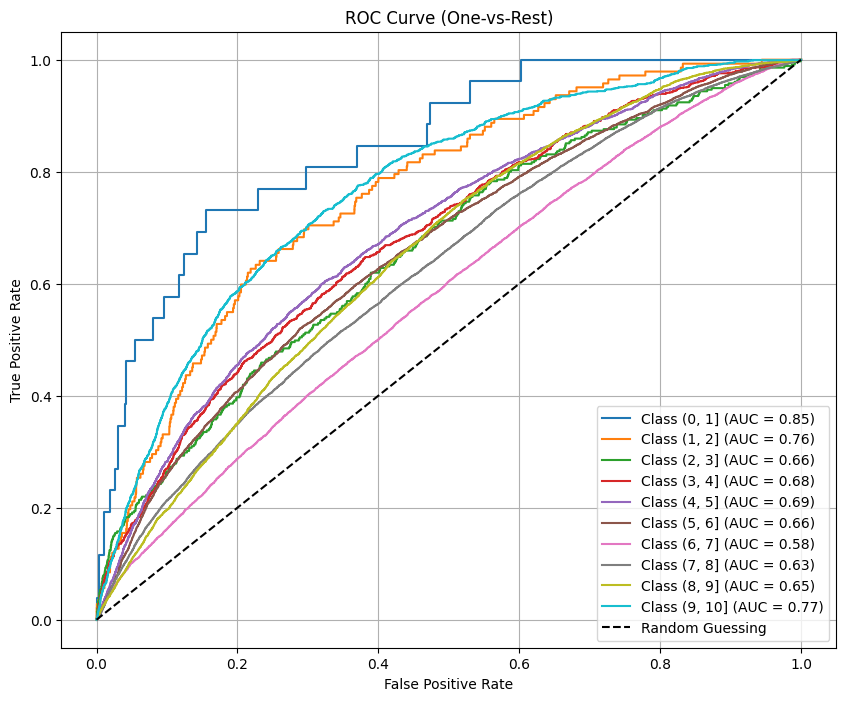 ROC Curve (One-vs-Rest)
1.0
0.8
0.6
0.4
0.2
0.0
True Positive Rate
Class (0, 1] (AUC = 0.85)
Class (1, 2] (AUC = 0.76)
Class (2, 3] (AUC = 0.66)
Class (3, 4] (AUC = 0.68)
Class (4, 5] (AUC = 0.69)
Class (5, 6] (AUC = 0.66)
Class (6, 7] (AUC = 0.58)
Class (7, 8] (AUC = 0.63)
Class (8, 9] (AUC = 0.65)
Class (9, 10] (AUC = 0.77)
Random Guessing
0.0 0.2 0.4 0.6 0.8 1.0
False Positive Rate